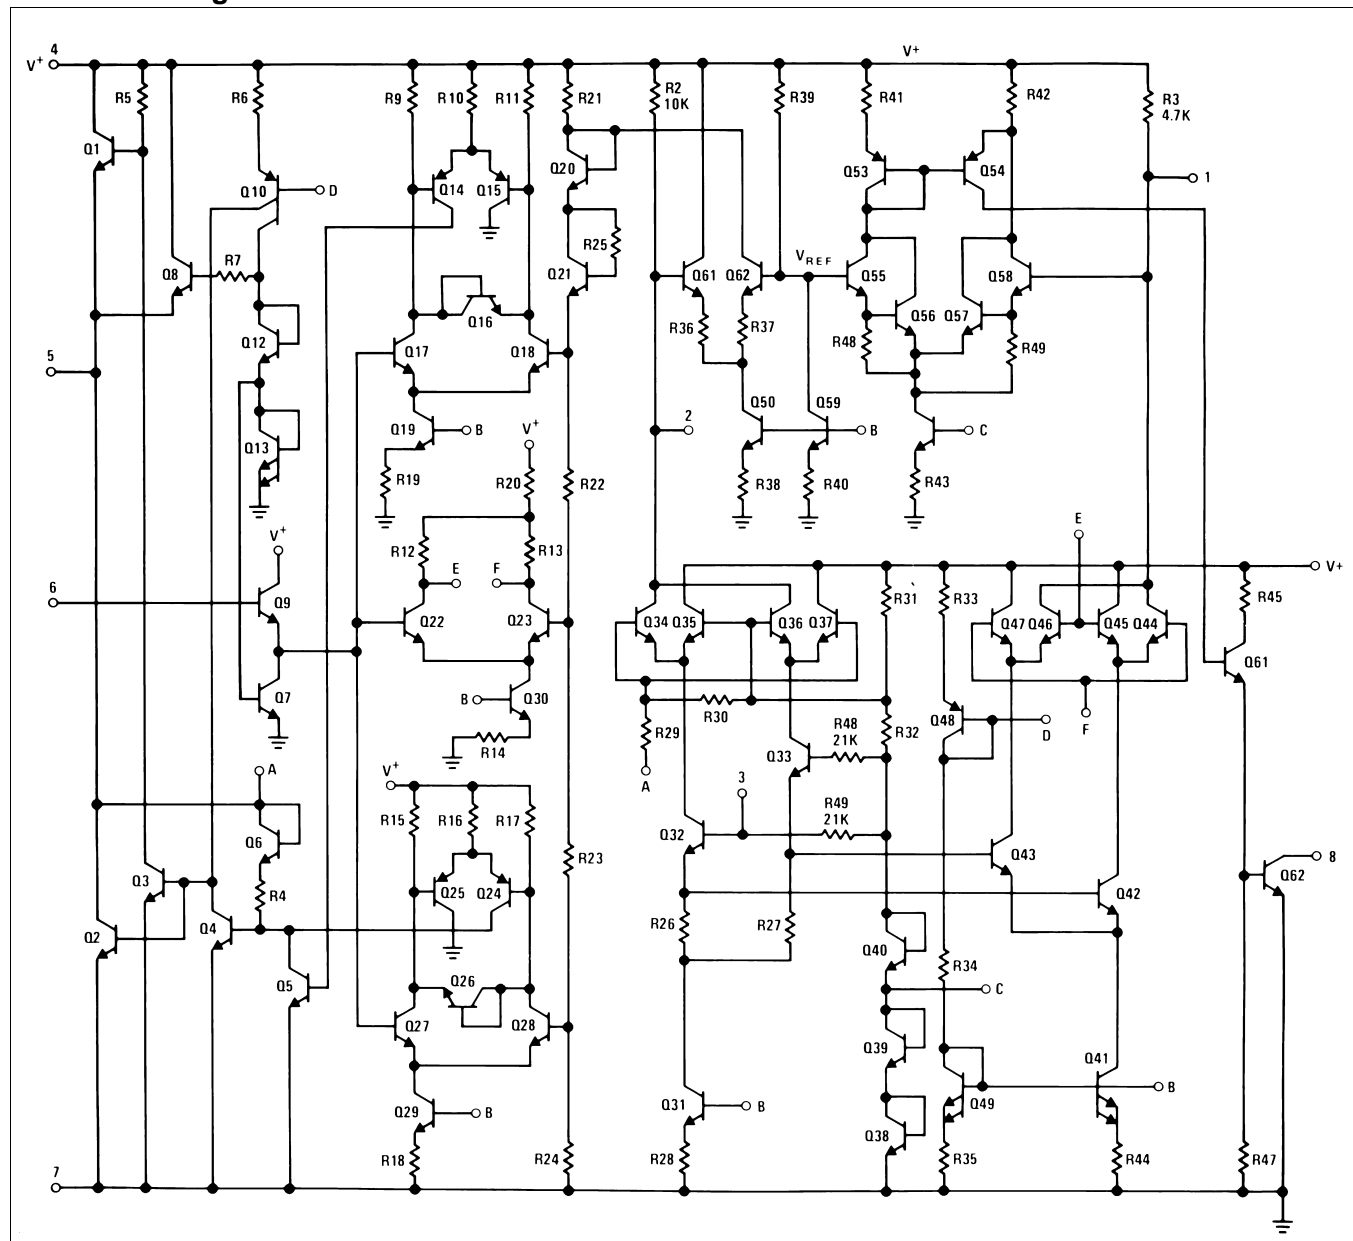 g
4
V+
V+
R5
R6
R9
R10
R11
R21
R2
10K
R39
R41
R42
R3
4.7K
Q1
Q10
D
Q14
Q15
Q20
Q53
Q54
1
R25
Q8
R7
Q21
Q61
Q62
VREF
Q55
Q58
Q16
R36
R37
Q56
Q57
Q12
Q17
Q18
R48
R49
5
Q13
Q19
B
V+
2
Q50
Q59
B
C
R19
R20
R22
R38
R40
R43
V+
R12
R13
E
V+
6
Q9
E
F
R31
R33
R45
Q22
Q23
Q34
Q35
Q36
Q37
Q47
Q46
Q45
Q44
Q61
Q7
B
Q30
R30
Q48
D
F
R14
R29
R48
21K
R32
A
V+
Q33
A
3
R15
R16
R17
R49
21K
Q6
Q32
Q43
R23
8
Q3
R4
Q25
Q24
Q42
Q62
Q2
Q4
R26
R27
Q40
Q5
Q26
R34
C
Q27
Q28
Q39
Q41
Q29
B
Q31
B
Q49
B
Q38
7
R18
R24
R28
R35
R44
R47